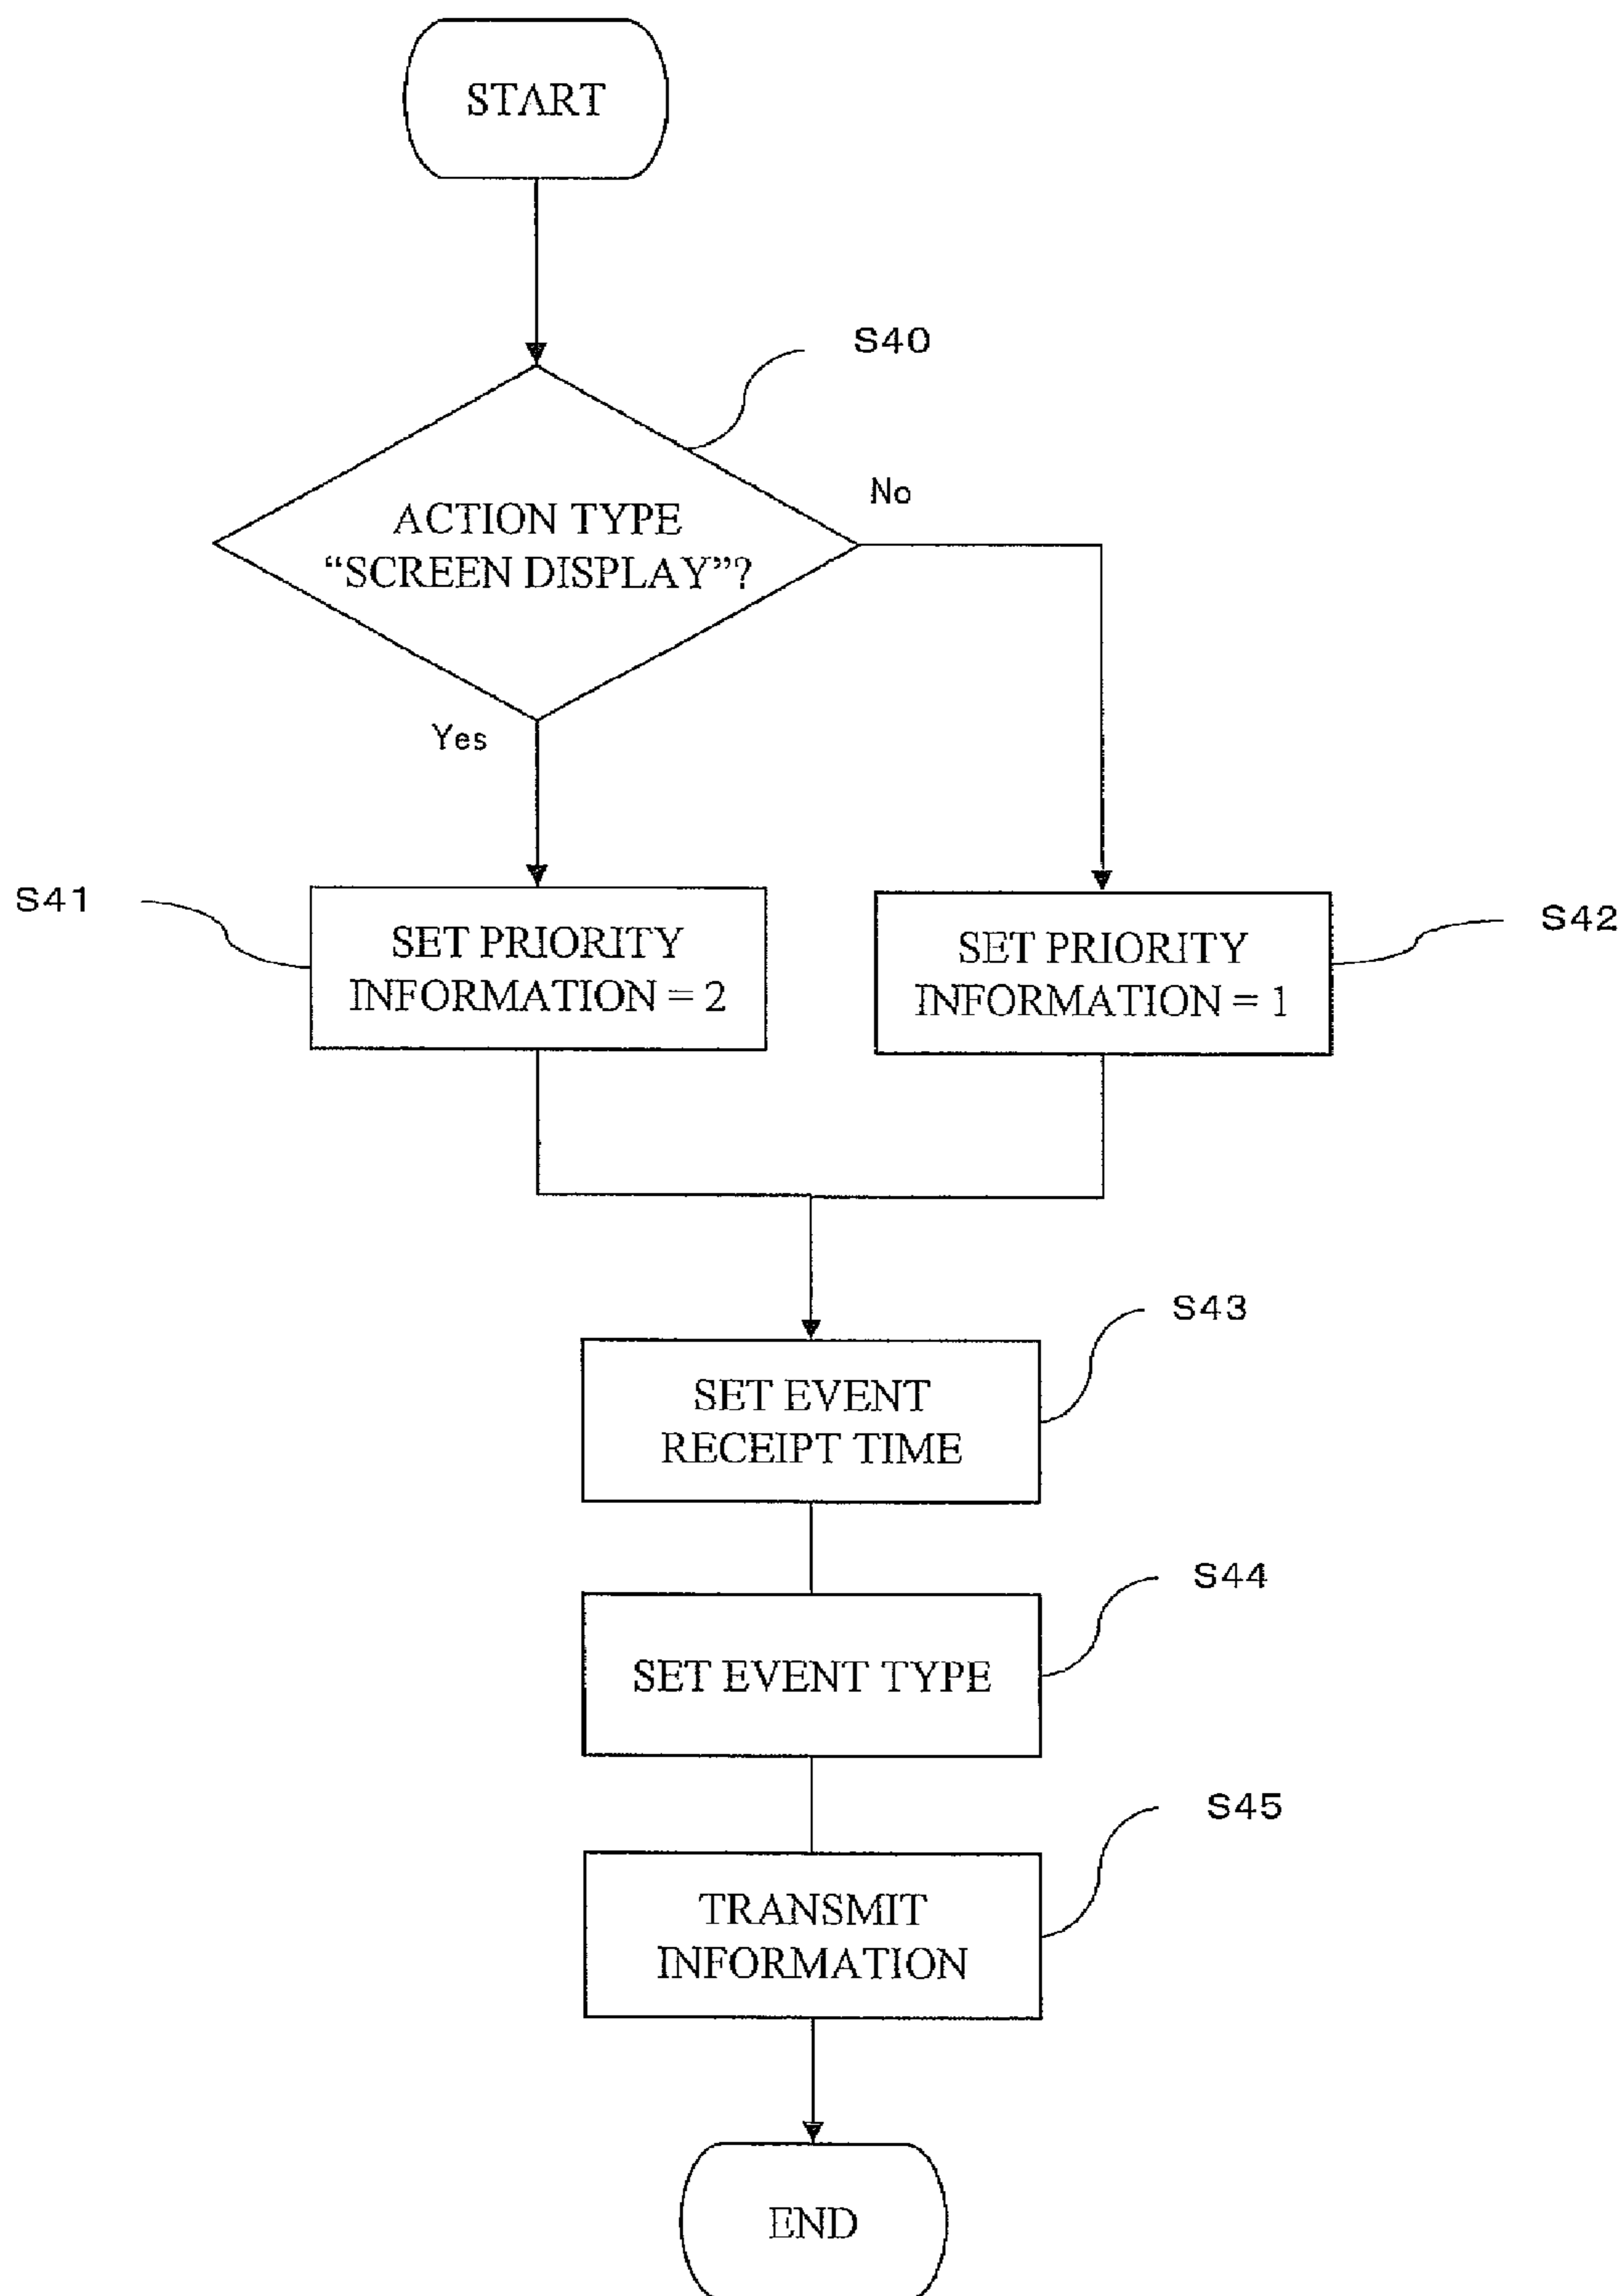 START
S40
No
ACTION TYPE
“SCREEN DISPLAY”?
Yes
S41
SET PRIORITY
INFORMATION = 2
SET PRIORITY
INFORMATION = 1
S42
S43
SET EVENT
RECEIPT TIME
S44
SET EVENT TYPE
S45
TRANSMIT
INFORMATION
END